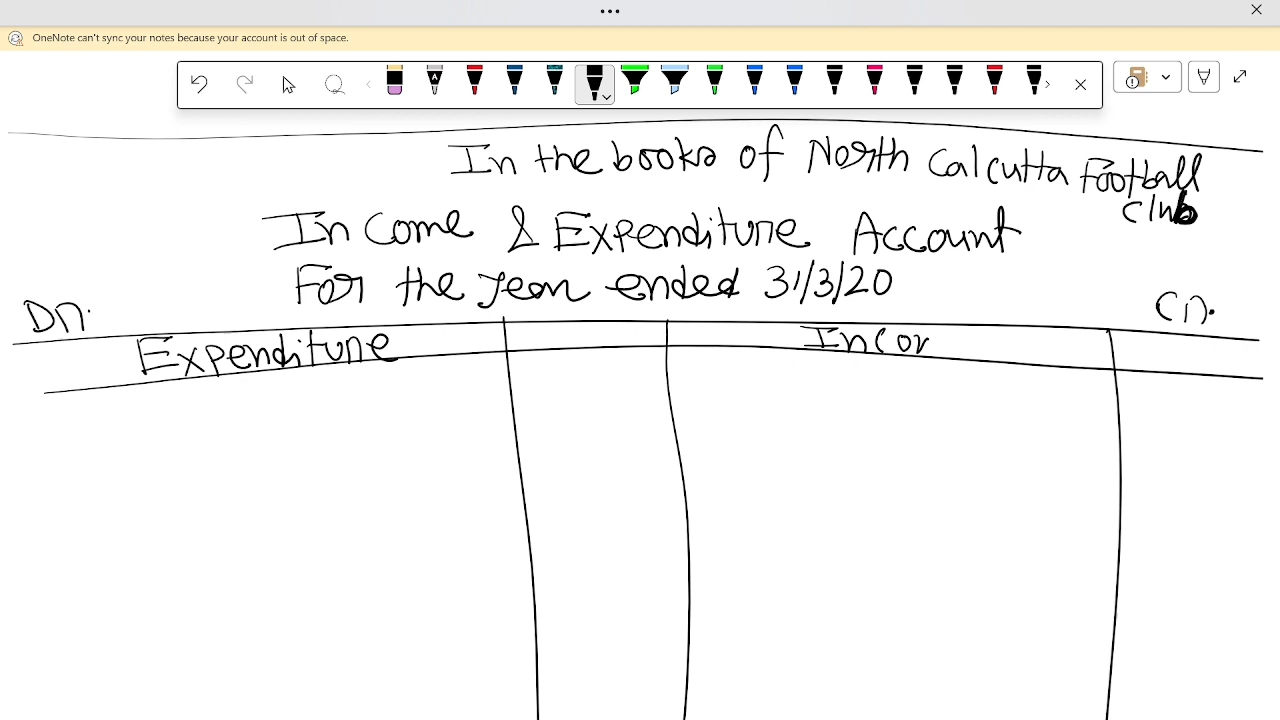 OneNote can't sync your notes because your account is out of space.
In the books of North Calcutta Football
club
Income & Expenditure Account
For the year ended 31/3/20
Dr.
Cr.
Expenditure
Incom